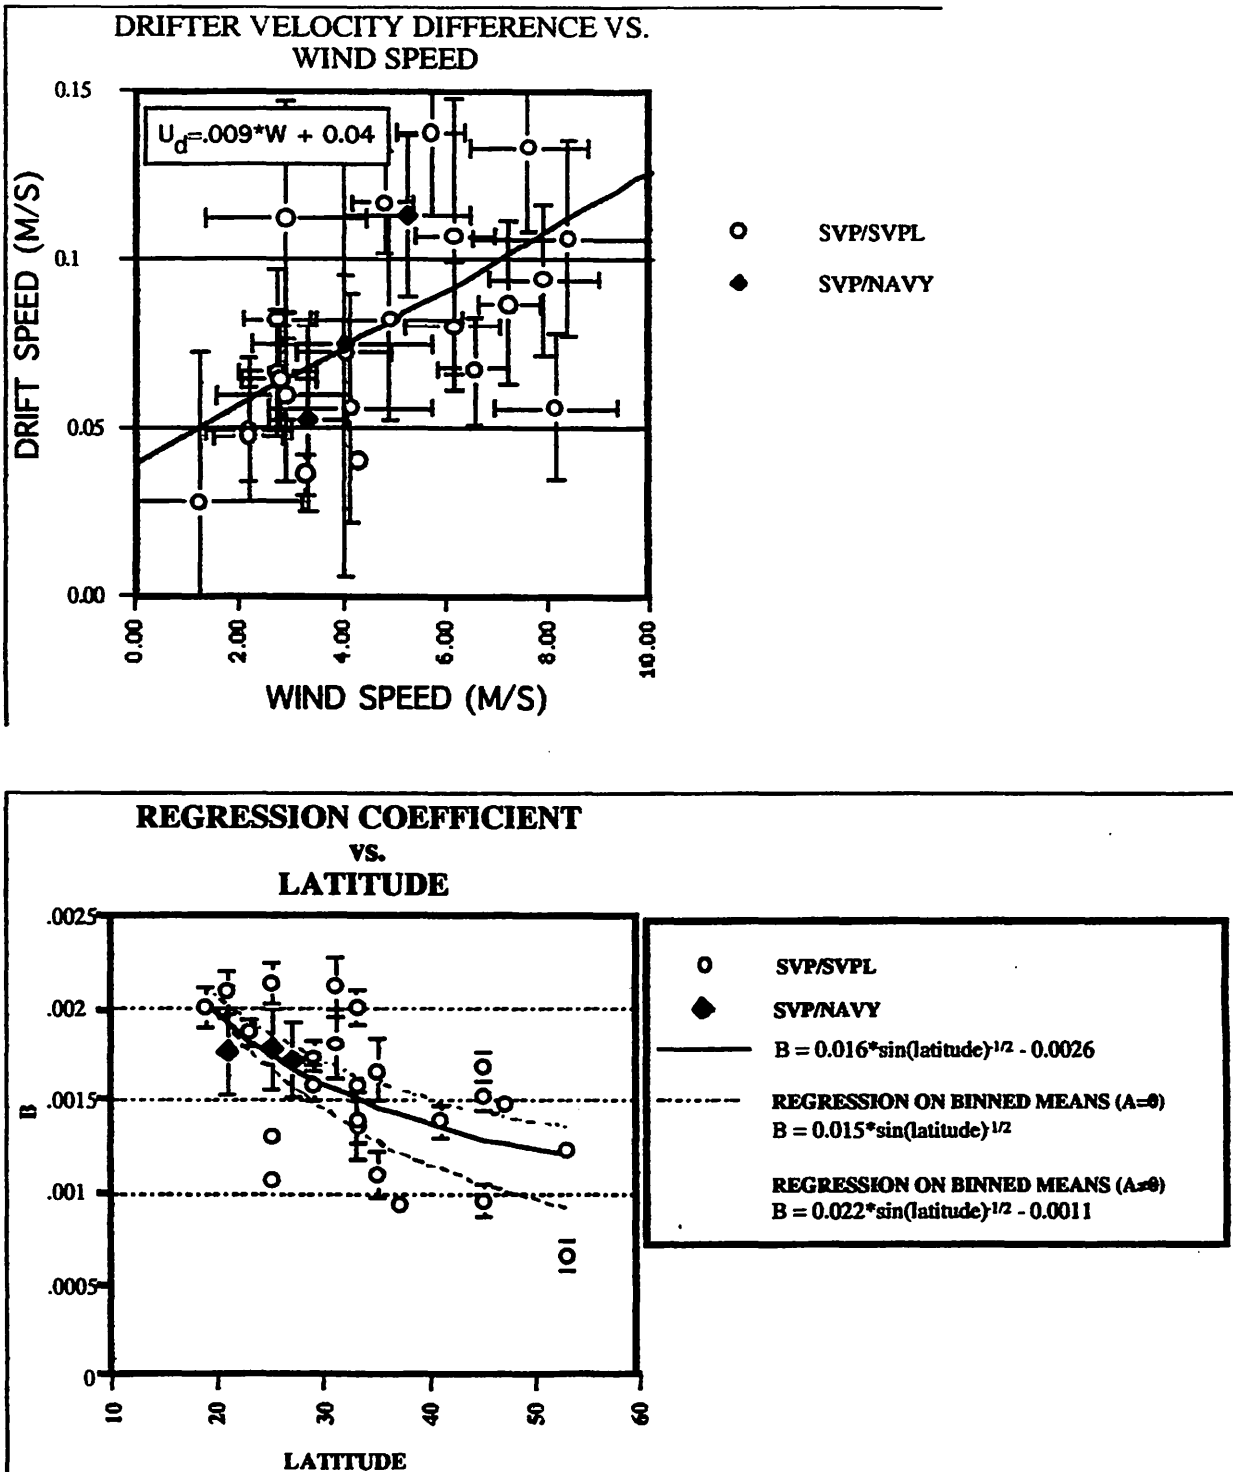 DRIFTER VELOCITY DIFFERENCE VS.
WIND SPEED
U_d=.009*W + 0.04
DRIFT SPEED (M/S)
0.15
0.1
0.05
0.00
0.00
2.00
4.00
6.00
8.00
10.00
WIND SPEED (M/S)
SVP/SVPL
SVP/NAVY
REGRESSION COEFFICIENT
vs.
LATITUDE
B
.0025
.002
.0015
.001
.0005
0
10
20
30
40
50
60
LATITUDE
SVP/SVPL
SVP/NAVY
B = 0.016*sin(latitude)^-1/2 - 0.0026
REGRESSION ON BINNED MEANS (A=0)
B = 0.015*sin(latitude)^-1/2
REGRESSION ON BINNED MEANS (A≠0)
B = 0.022*sin(latitude)^-1/2 - 0.0011